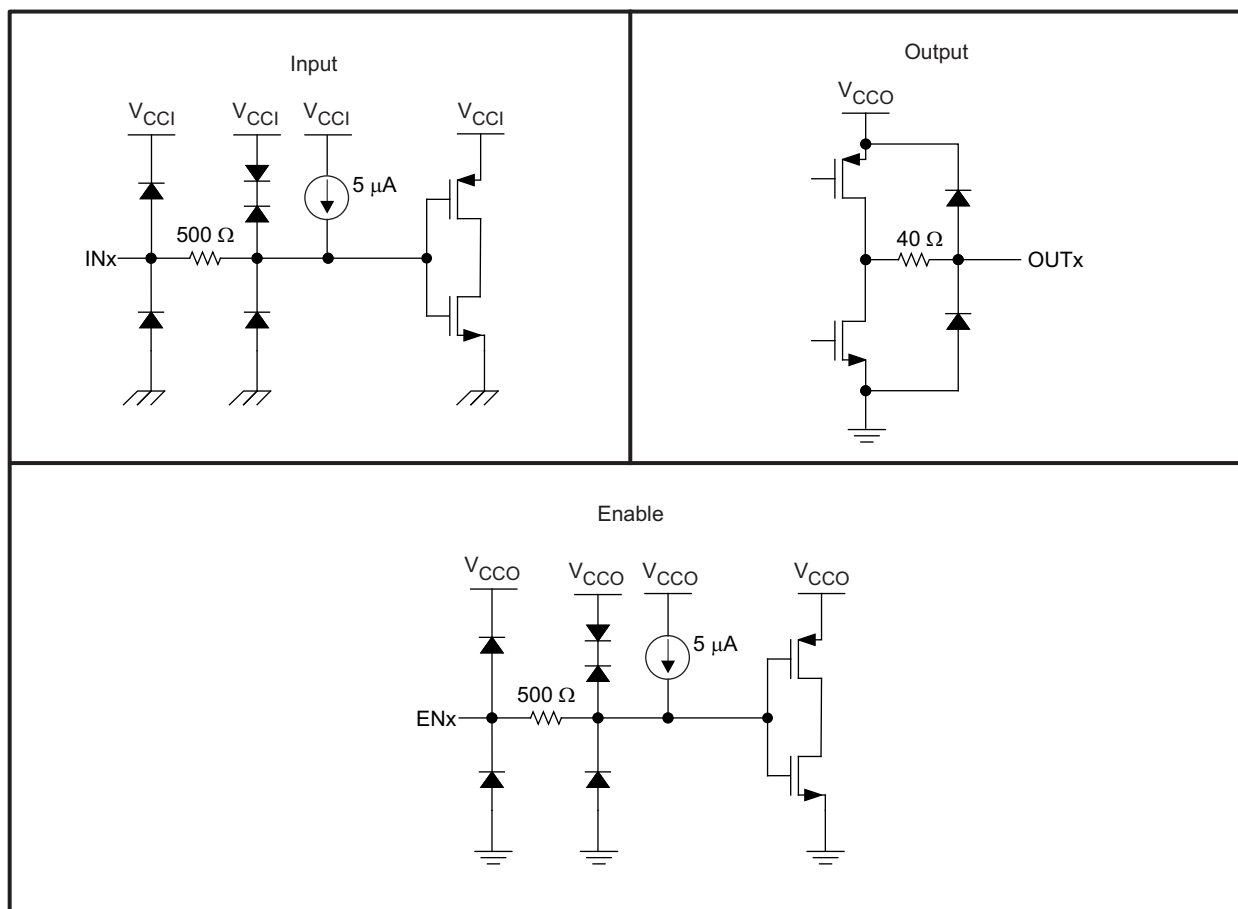 Input
V_CCI V_CCI V_CCI V_CCI
5 μA
500 Ω
INx
Output
V_CCO
40 Ω
OUTx
Enable
V_CCO V_CCO V_CCO V_CCO
5 μA
500 Ω
ENx